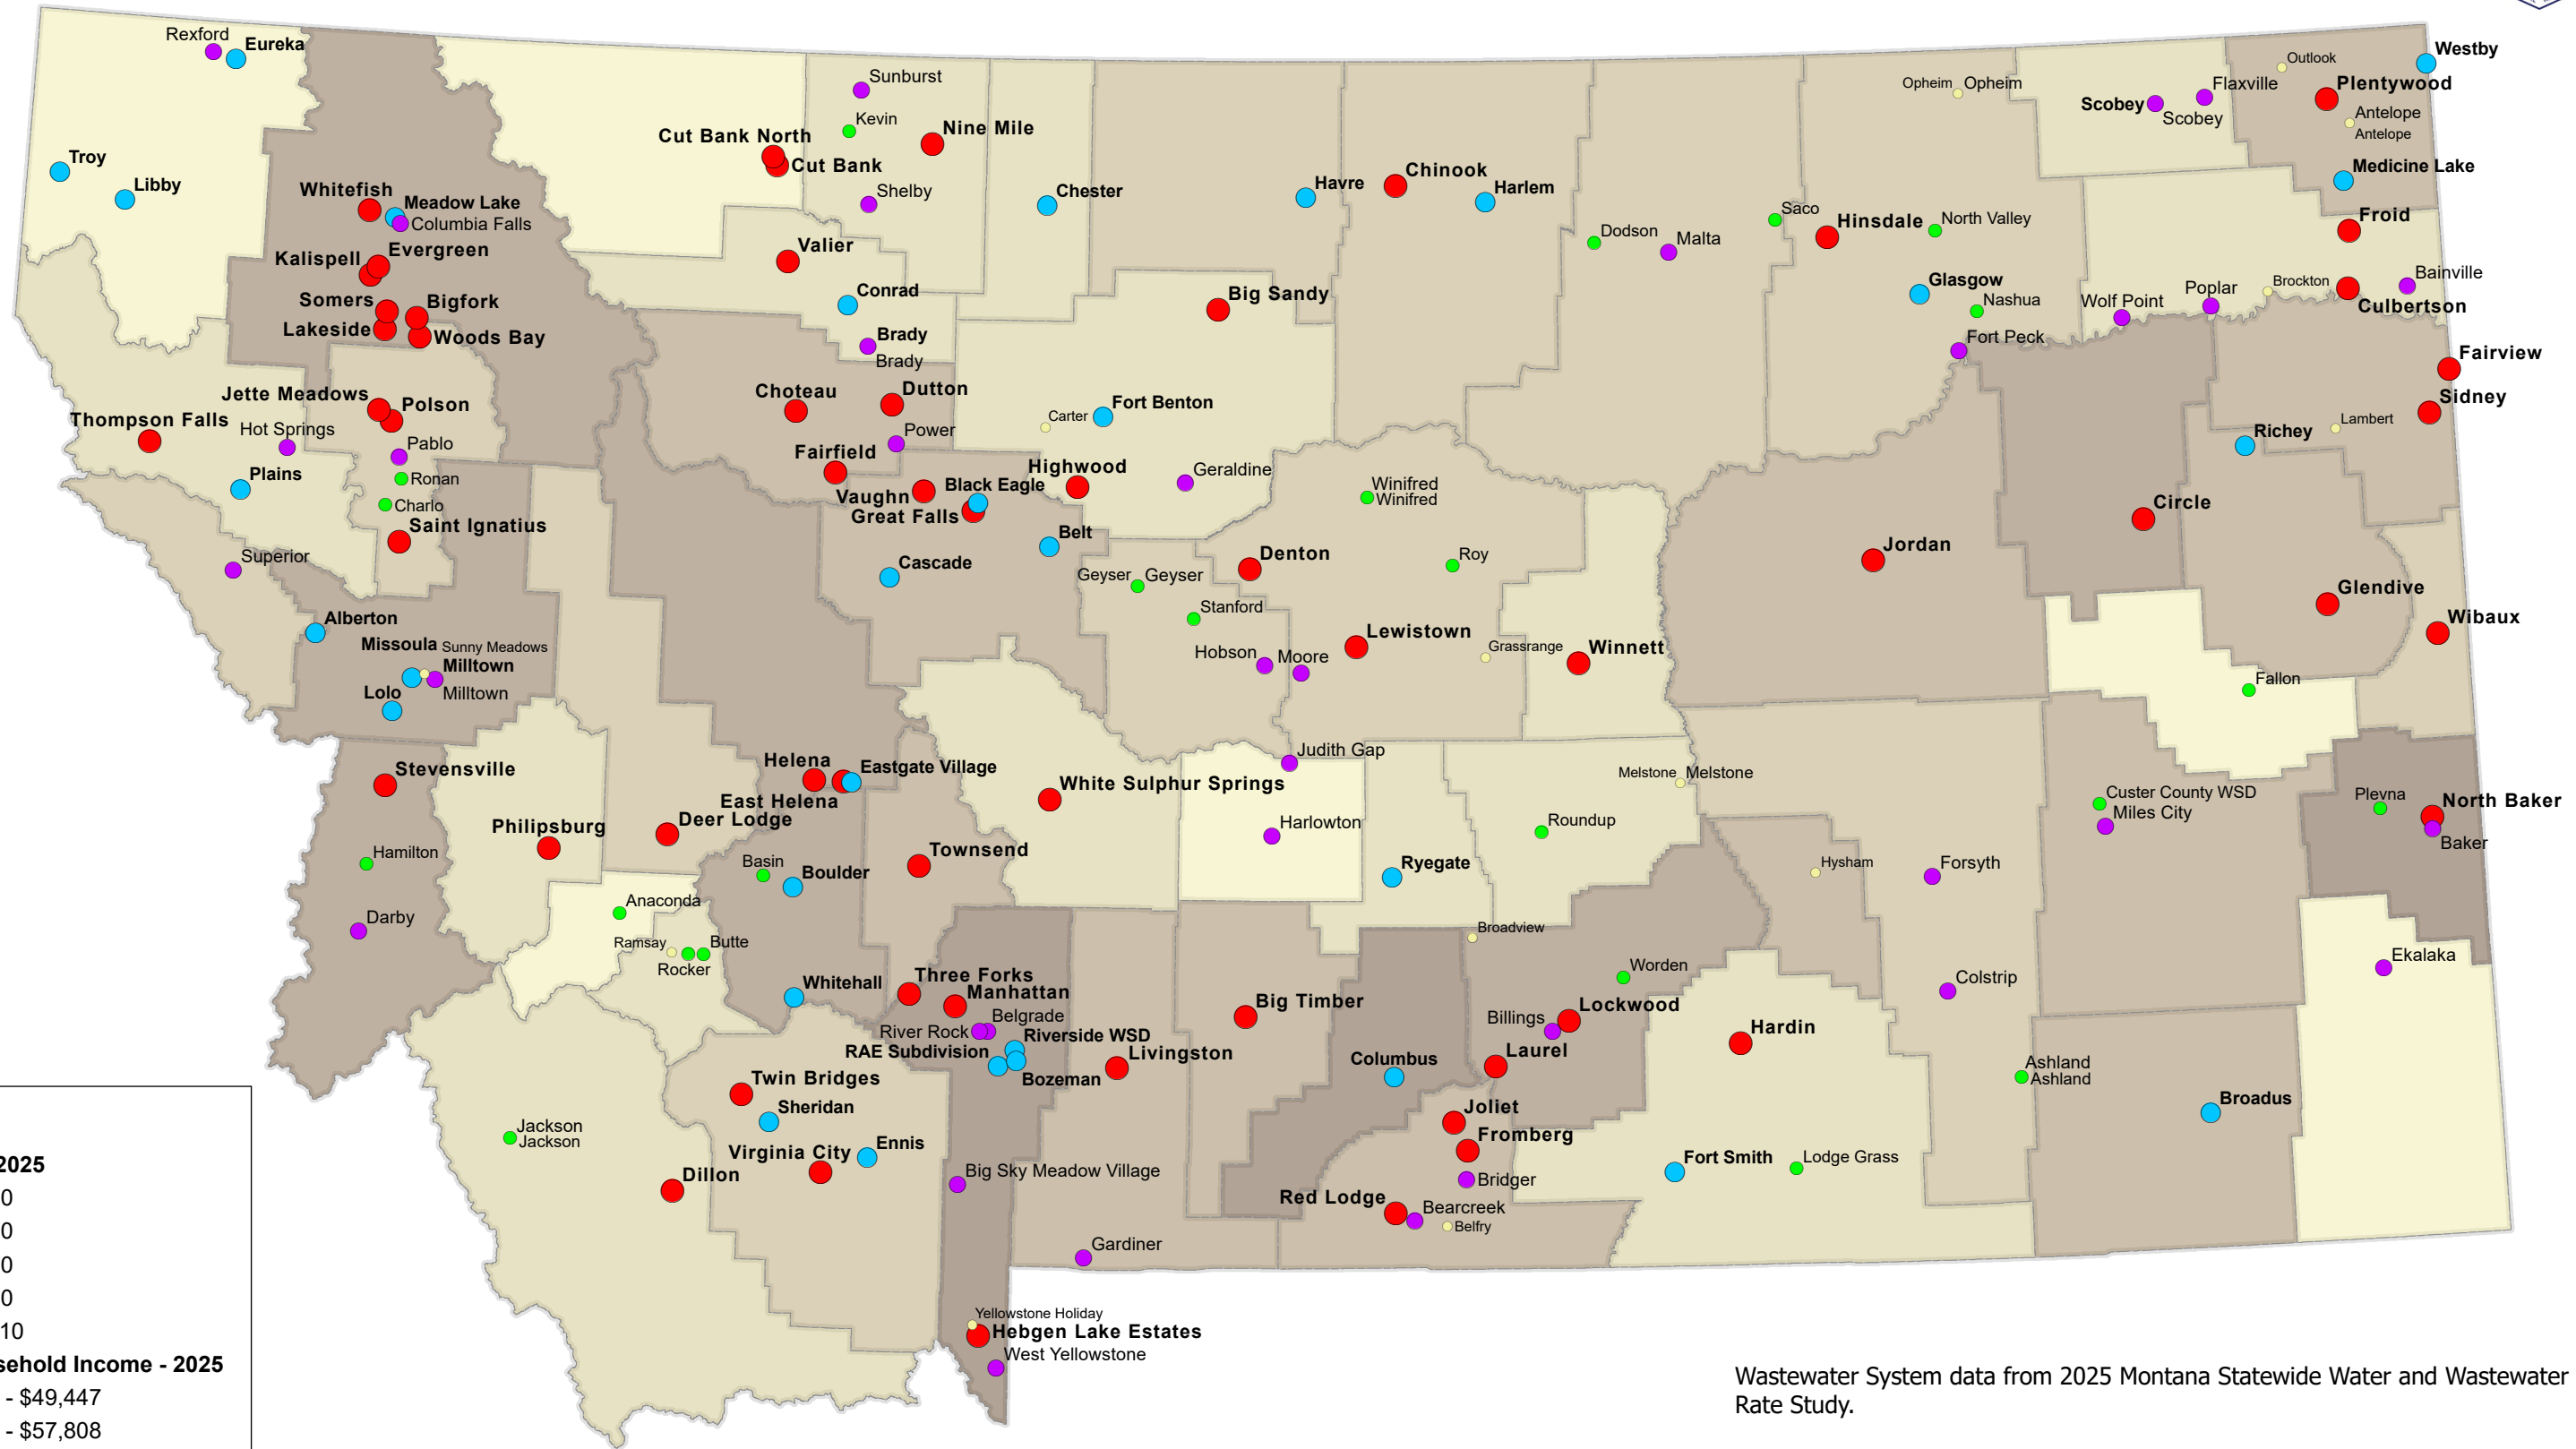 Rexford
Eureka
Troy
Libby
Whitefish
Meadow Lake
Columbia Falls
Evergreen
Kalispell
Somers
Bigfork
Lakeside
Woods Bay
Cut Bank North
Cut Bank
Sunburst
Kevin
Nine Mile
Shelby
Chester
Valier
Conrad
Brady
Brady
Havre
Chinook
Harlem
Big Sandy
Dodson
Malta
Saco
Hinsdale
North Valley
Glasgow
Nashua
Fort Peck
Opheim
Opheim
Scobey
Scobey
Flaxville
Outlook
Plentywood
Antelope
Antelope
Westby
Medicine Lake
Froid
Bainville
Brockton
Poplar
Wolf Point
Culbertson
Fairview
Sidney
Lambert
Richey
Jette Meadows
Polson
Thompson Falls
Hot Springs
Pablo
Ronan
Plains
Charlo
Saint Ignatius
Superior
Choteau
Dutton
Power
Fairfield
Vaughn
Black Eagle
Great Falls
Highwood
Carter
Fort Benton
Geraldine
Belt
Cascade
Winifred
Winifred
Denton
Roy
Geyser
Geyser
Stanford
Hobson
Moore
Lewistown
Grassrange
Winnett
Jordan
Circle
Glendive
Wibaux
Fallon
Alberton
Missoula
Sunny Meadows
Milltown
Milltown
Lolo
Stevensville
Hamilton
Darby
Philipsburg
Deer Lodge
Helena
Eastgate Village
East Helena
Basin
Boulder
Townsend
White Sulphur Springs
Judith Gap
Harlowton
Ryegate
Roundup
Melstone
Melstone
Custer County WSD
Miles City
Plevna
North Baker
Baker
Hysham
Forsyth
Anaconda
Ramsay
Butte
Rocker
Whitehall
Three Forks
Manhattan
Belgrade
River Rock
Riverside WSD
RAE Subdivision
Bozeman
Livingston
Big Timber
Broadview
Worden
Lockwood
Billings
Laurel
Columbus
Hardin
Colstrip
Ekalaka
Ashland
Ashland
Broadus
Twin Bridges
Sheridan
Virginia City
Ennis
Jackson
Jackson
Dillon
Big Sky Meadow Village
Gardiner
Joliet
Fromberg
Bridger
Red Lodge
Bearcreek
Belfry
Fort Smith
Lodge Grass
Yellowstone Holiday
Hebgen Lake Estates
West Yellowstone
2025
0
0
0
0
10
sehold Income - 2025
- $49,447
- $57,808
Wastewater System data from 2025 Montana Statewide Water and Wastewater
Rate Study.